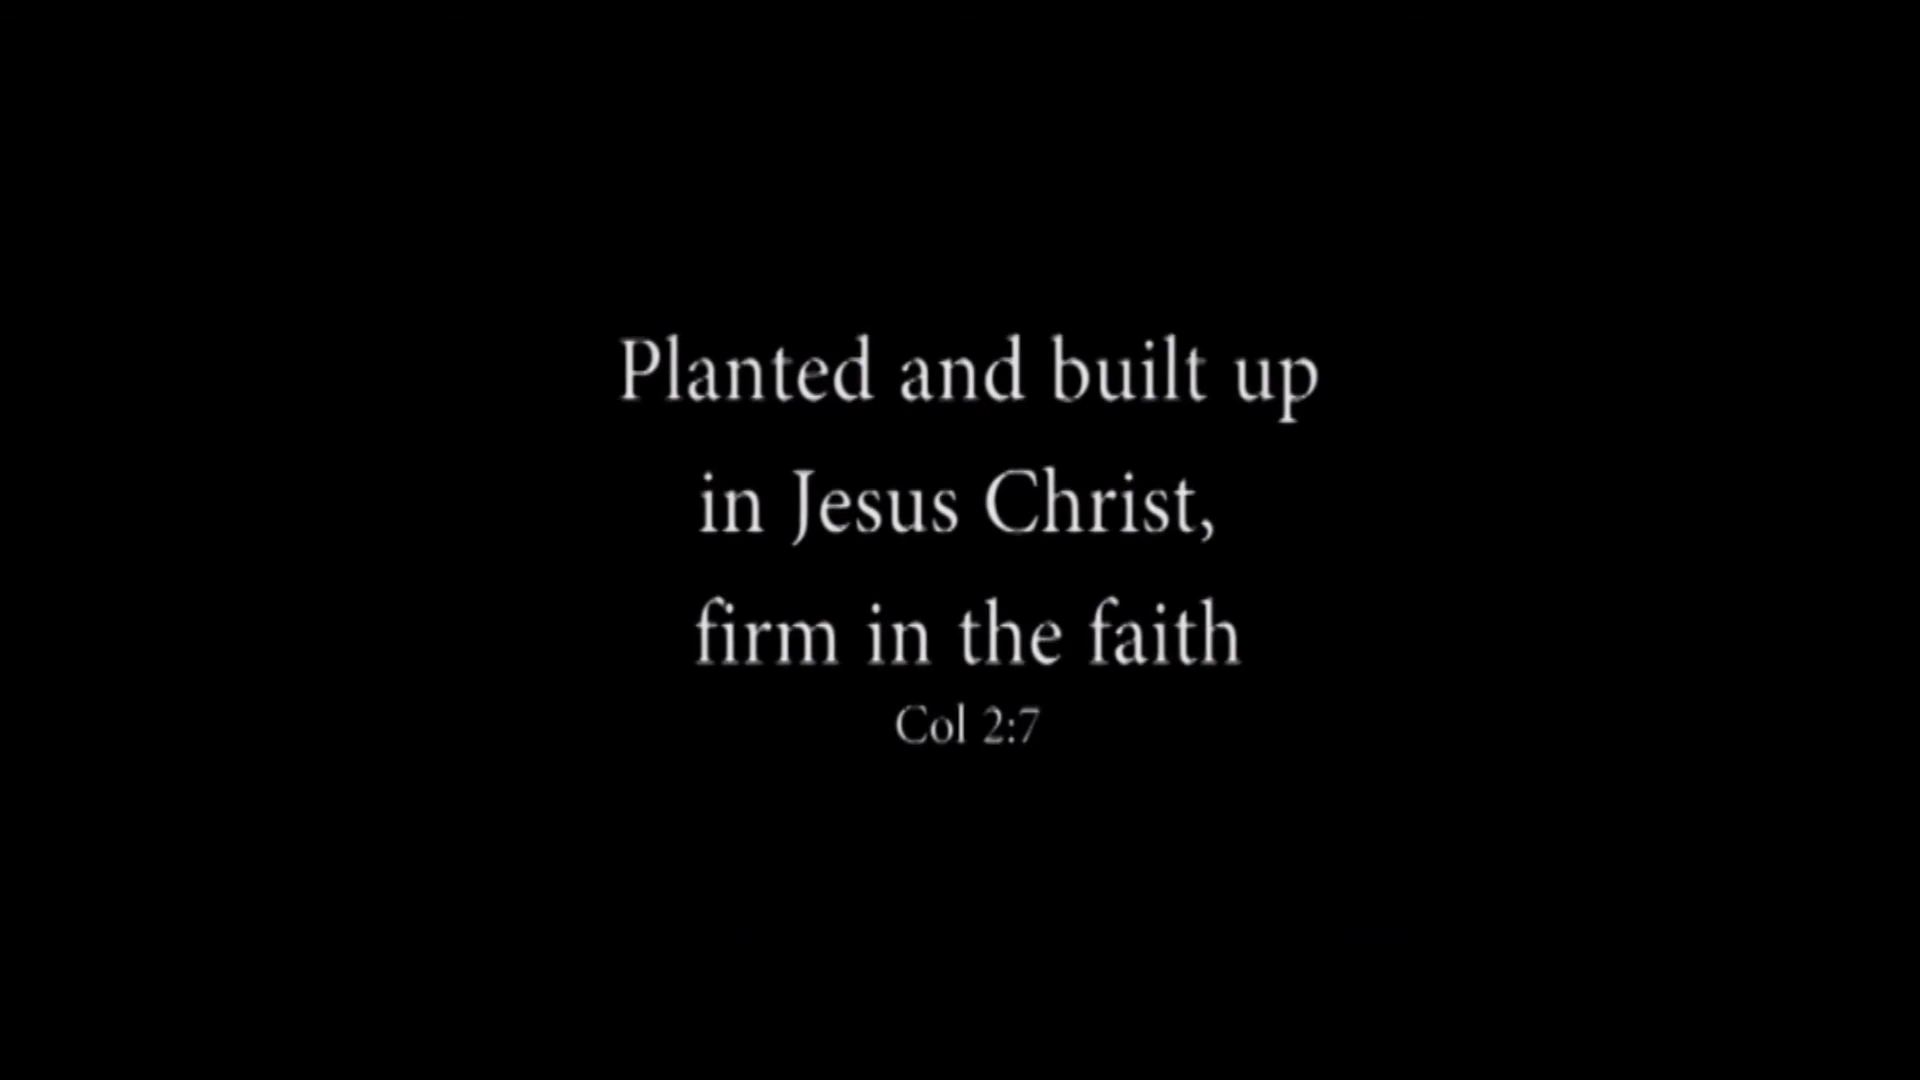 Planted and built up
in Jesus Christ,
firm in the faith
Col 2:7